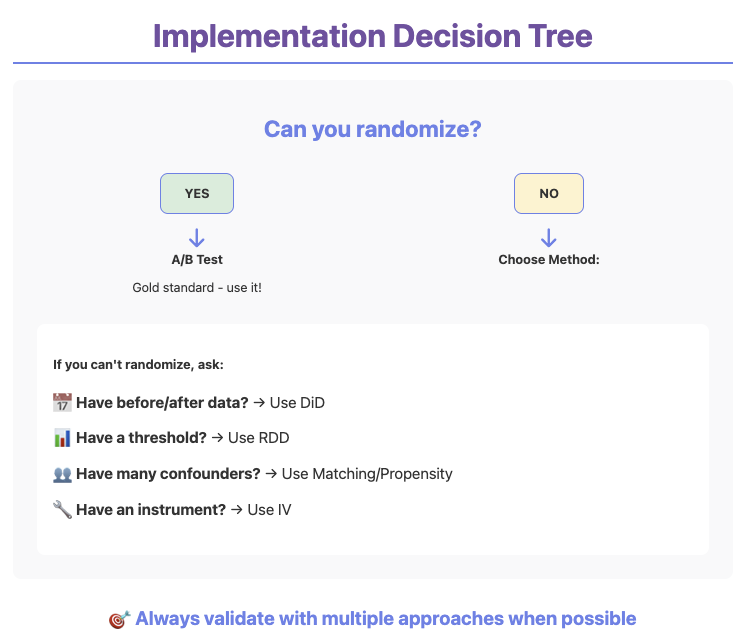 Implementation Decision Tree
Can you randomize?
YES
NO
A/B Test
Choose Method:
Gold standard - use it!
If you can't randomize, ask:
17
Have before/after data? → Use DiD
Have a threshold? → Use RDD
Have many confounders? → Use Matching/Propensity
Have an instrument? → Use IV
Always validate with multiple approaches when possible